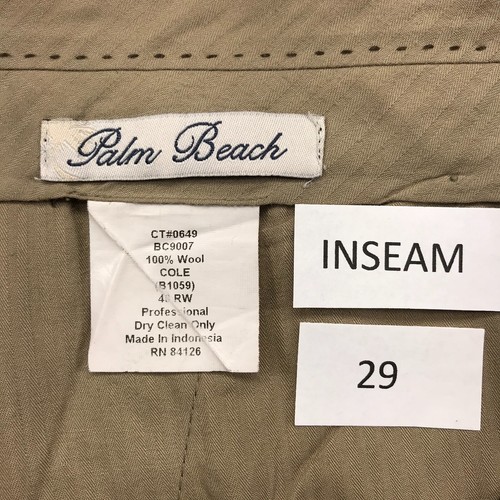 Palm Beach
CT#0649
BC9007
100% Wool
COLE
(B1059)
RW
Professional
Dry Clean Only
Made In Indonesia
RN 84126
INSEAM
29